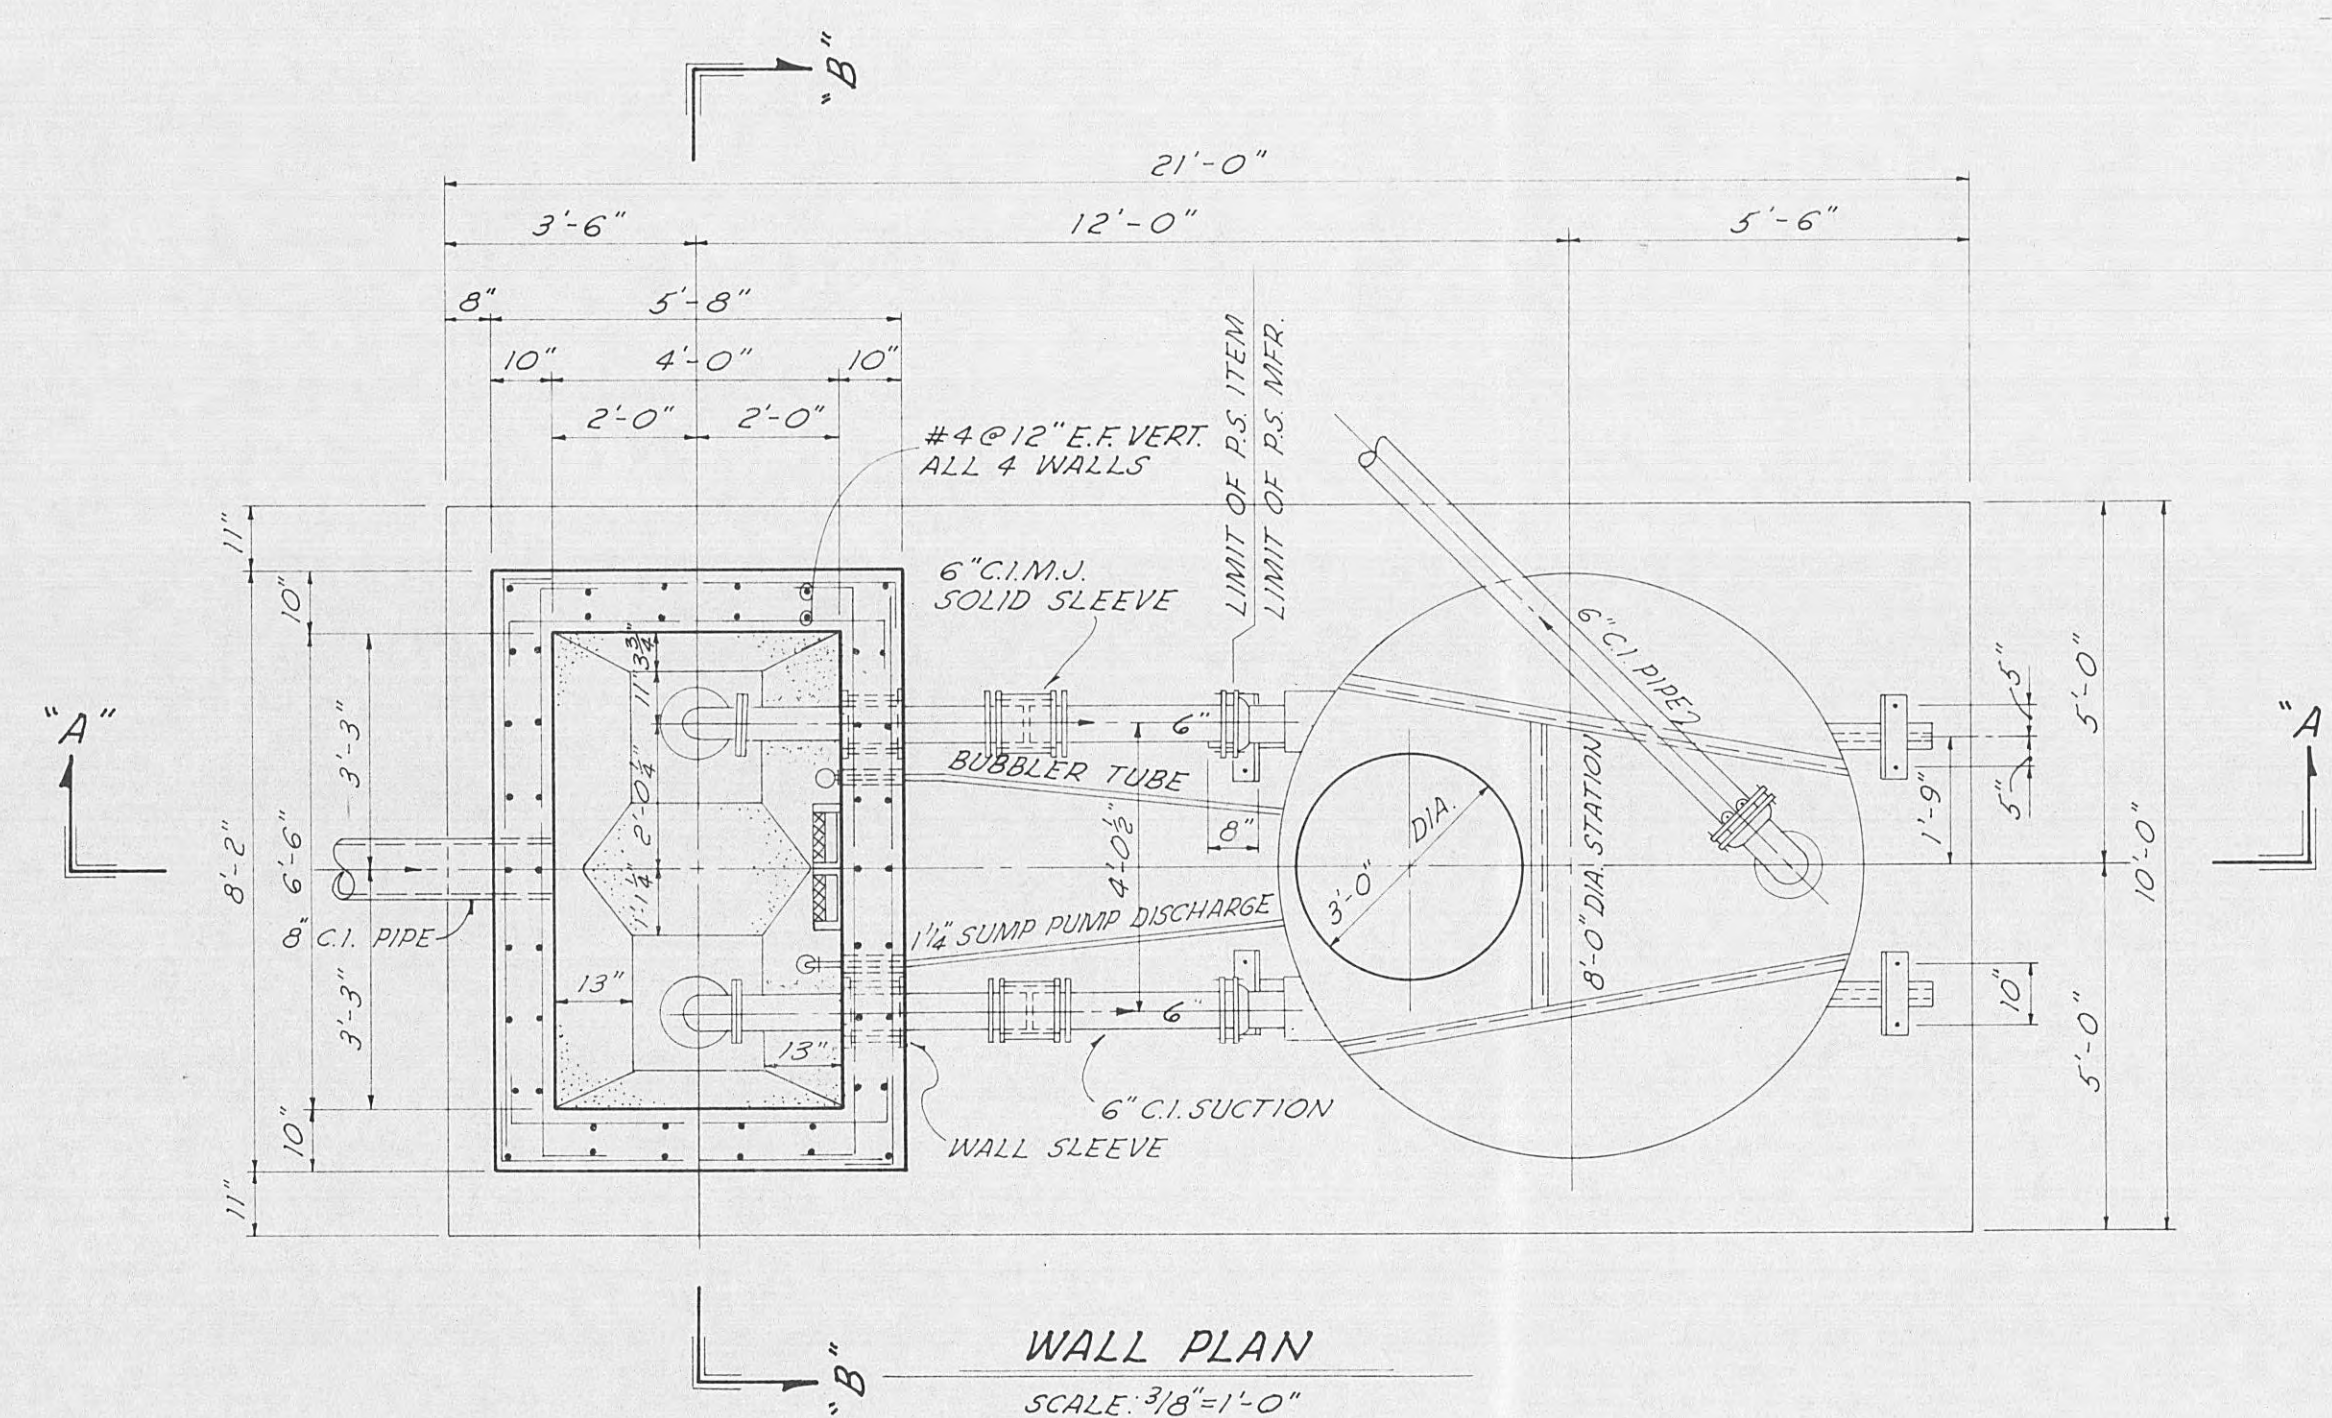 "B"
21'-0"
3'-6"
12'-0"
5'-6"
8"
5'-8"
10"
4'-0"
10"
2'-0"
2'-0"
#4@12" E.F. VERT.
ALL 4 WALLS
LIMIT OF P.S. ITEM
LIMIT OF P.S. MFR.
11"
10"
6" C.I.M.J.
SOLID SLEEVE
3 3/4"
11"
6" C.I. PIPE
"A"
3'-3"
6"
BUBBLER TUBE
2'-0 1/4"
8"
4'-0 1/2"
DIA.
3'-0"
8'-0" DIA. STATION
5"
5"
1'-9"
5'-0"
10'-0"
"A
8'-2"
6'-6"
1'-1 1/4"
8" C.I. PIPE
1 1/4" SUMP PUMP DISCHARGE
3'-3"
13"
6"
13"
10"
5'-0"
6" C.I. SUCTION
WALL SLEEVE
10"
11"
"B"
WALL PLAN
SCALE: 3/8"=1'-0"